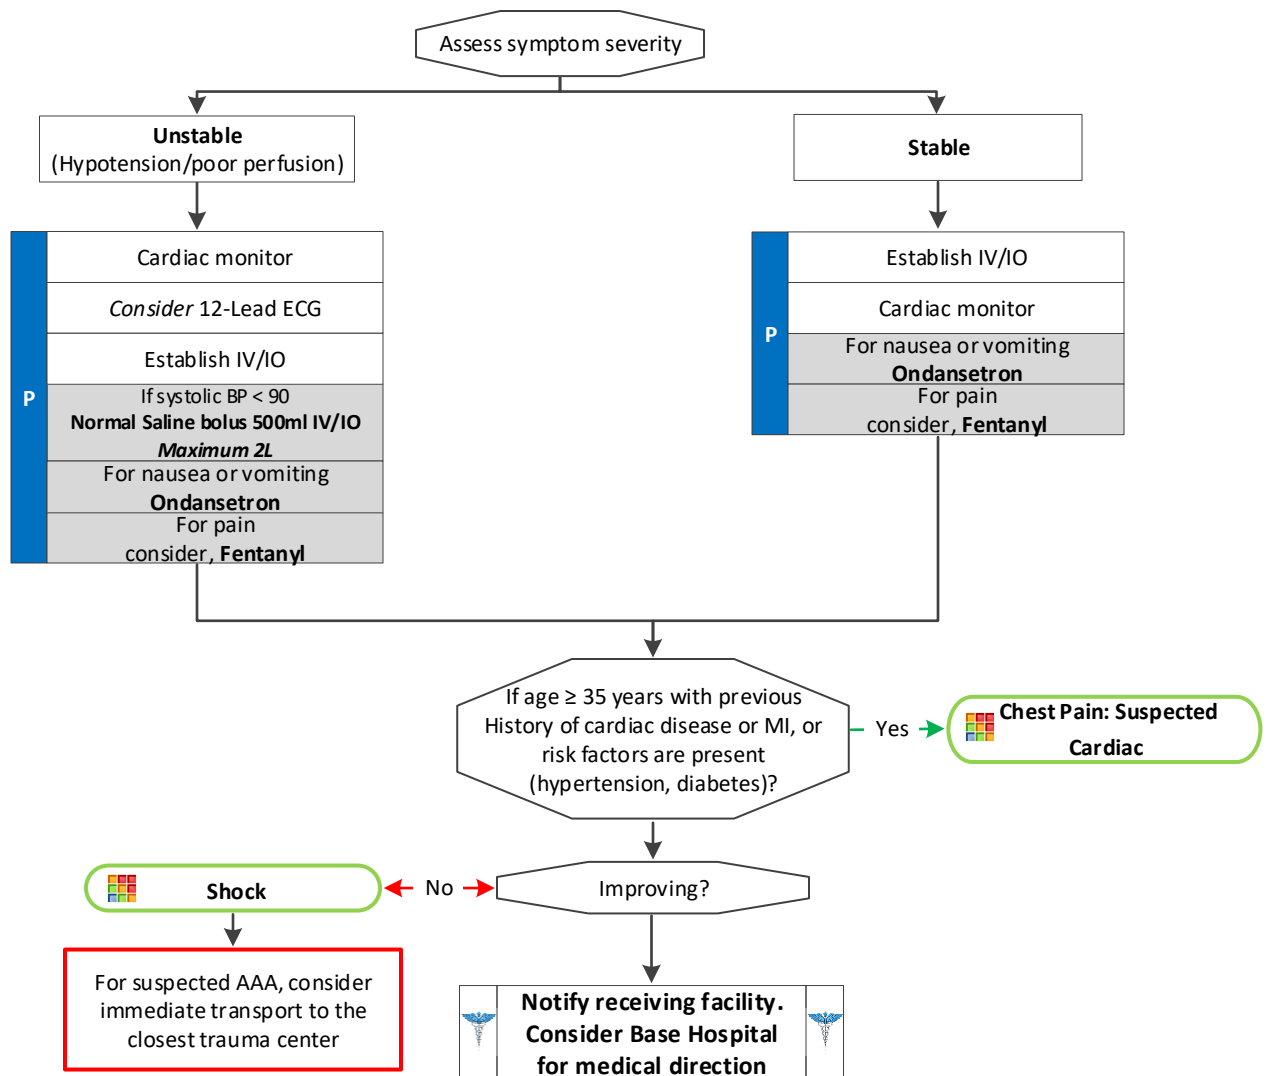 Assess symptom severity
Unstable
(Hypotension/poor perfusion)
Stable
P
Cardiac monitor
Consider 12-Lead ECG
Establish IV/IO
If systolic BP < 90
Normal Saline bolus 500ml IV/IO
Maximum 2L
For nausea or vomiting
Ondansetron
For pain
consider, Fentanyl
P
Establish IV/IO
Cardiac monitor
For nausea or vomiting
Ondansetron
For pain
consider, Fentanyl
If age ≥ 35 years with previous
History of cardiac disease or MI, or
risk factors are present
(hypertension, diabetes)?
Yes
Chest Pain: Suspected
Cardiac
Improving?
No
Shock
For suspected AAA, consider
immediate transport to the
closest trauma center
Notify receiving facility.
Consider Base Hospital
for medical direction